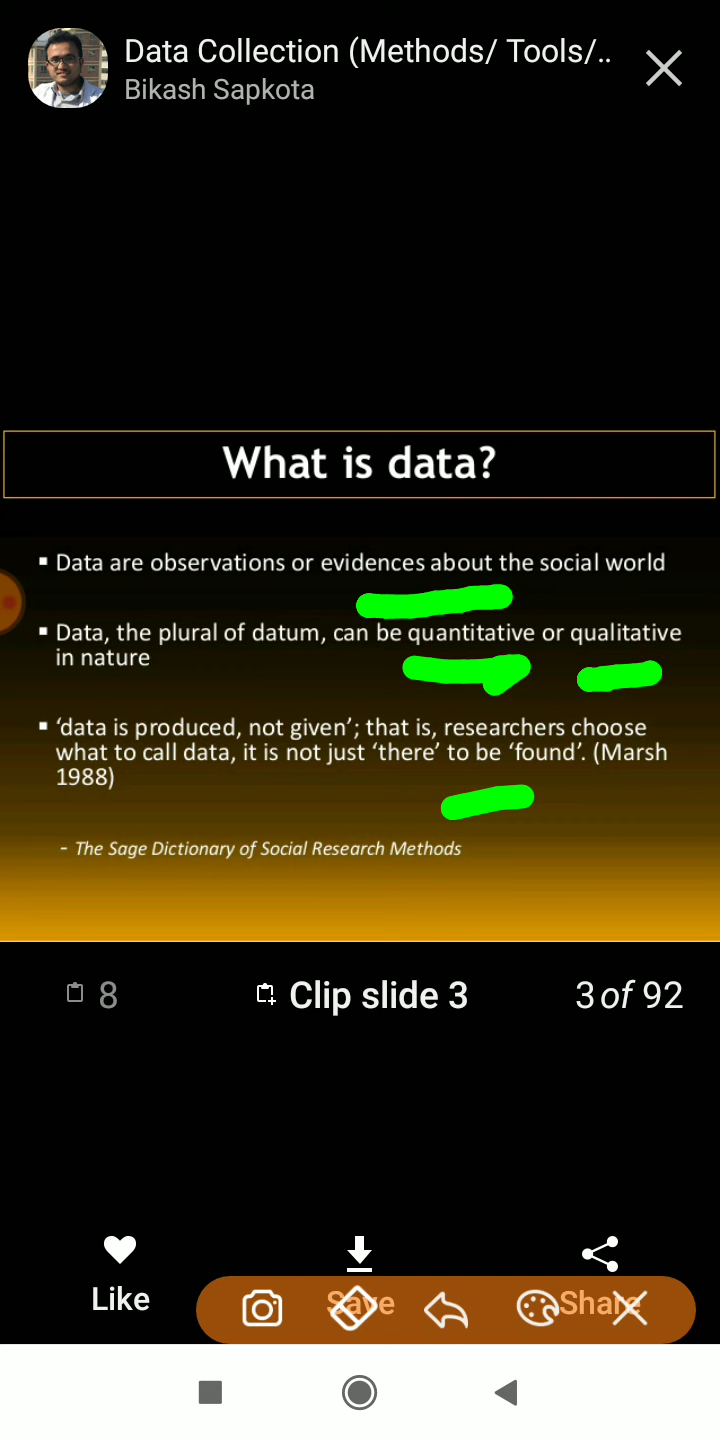 Data Collection (Methods/ Tools/..
Bikash Sapkota
What is data?
▪ Data are observations or evidences about the social world
▪ Data, the plural of datum, can be quantitative or qualitative
in nature
▪ ‘data is produced, not given’; that is, researchers choose
what to call data, it is not just ‘there’ to be ‘found’. (Marsh
1988)
- The Sage Dictionary of Social Research Methods
8
Clip slide 3
3 of 92
Like
Save
Share